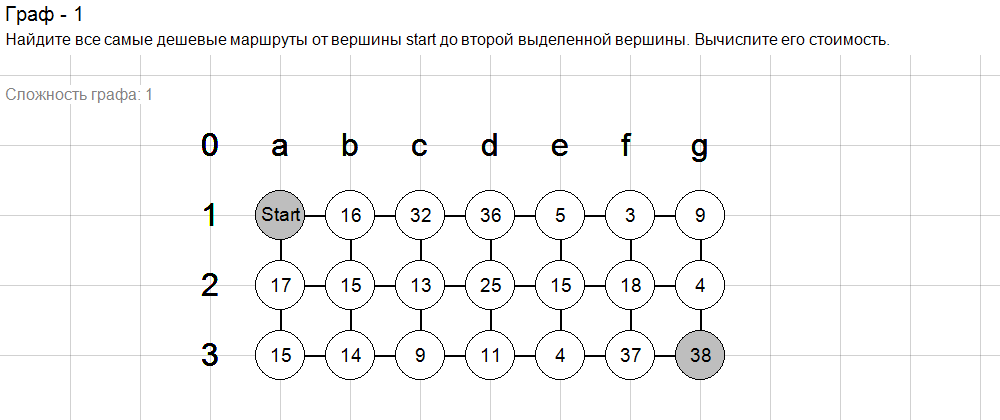 Граф - 1
Найдите все самые дешевые маршруты от вершины start до второй выделенной вершины. Вычислите его стоимость.
Сложность графа: 1
0 a b c d e f g
1 Start 16 32 36 5 3 9
2 17 15 13 25 15 18 4
3 15 14 9 11 4 37 38